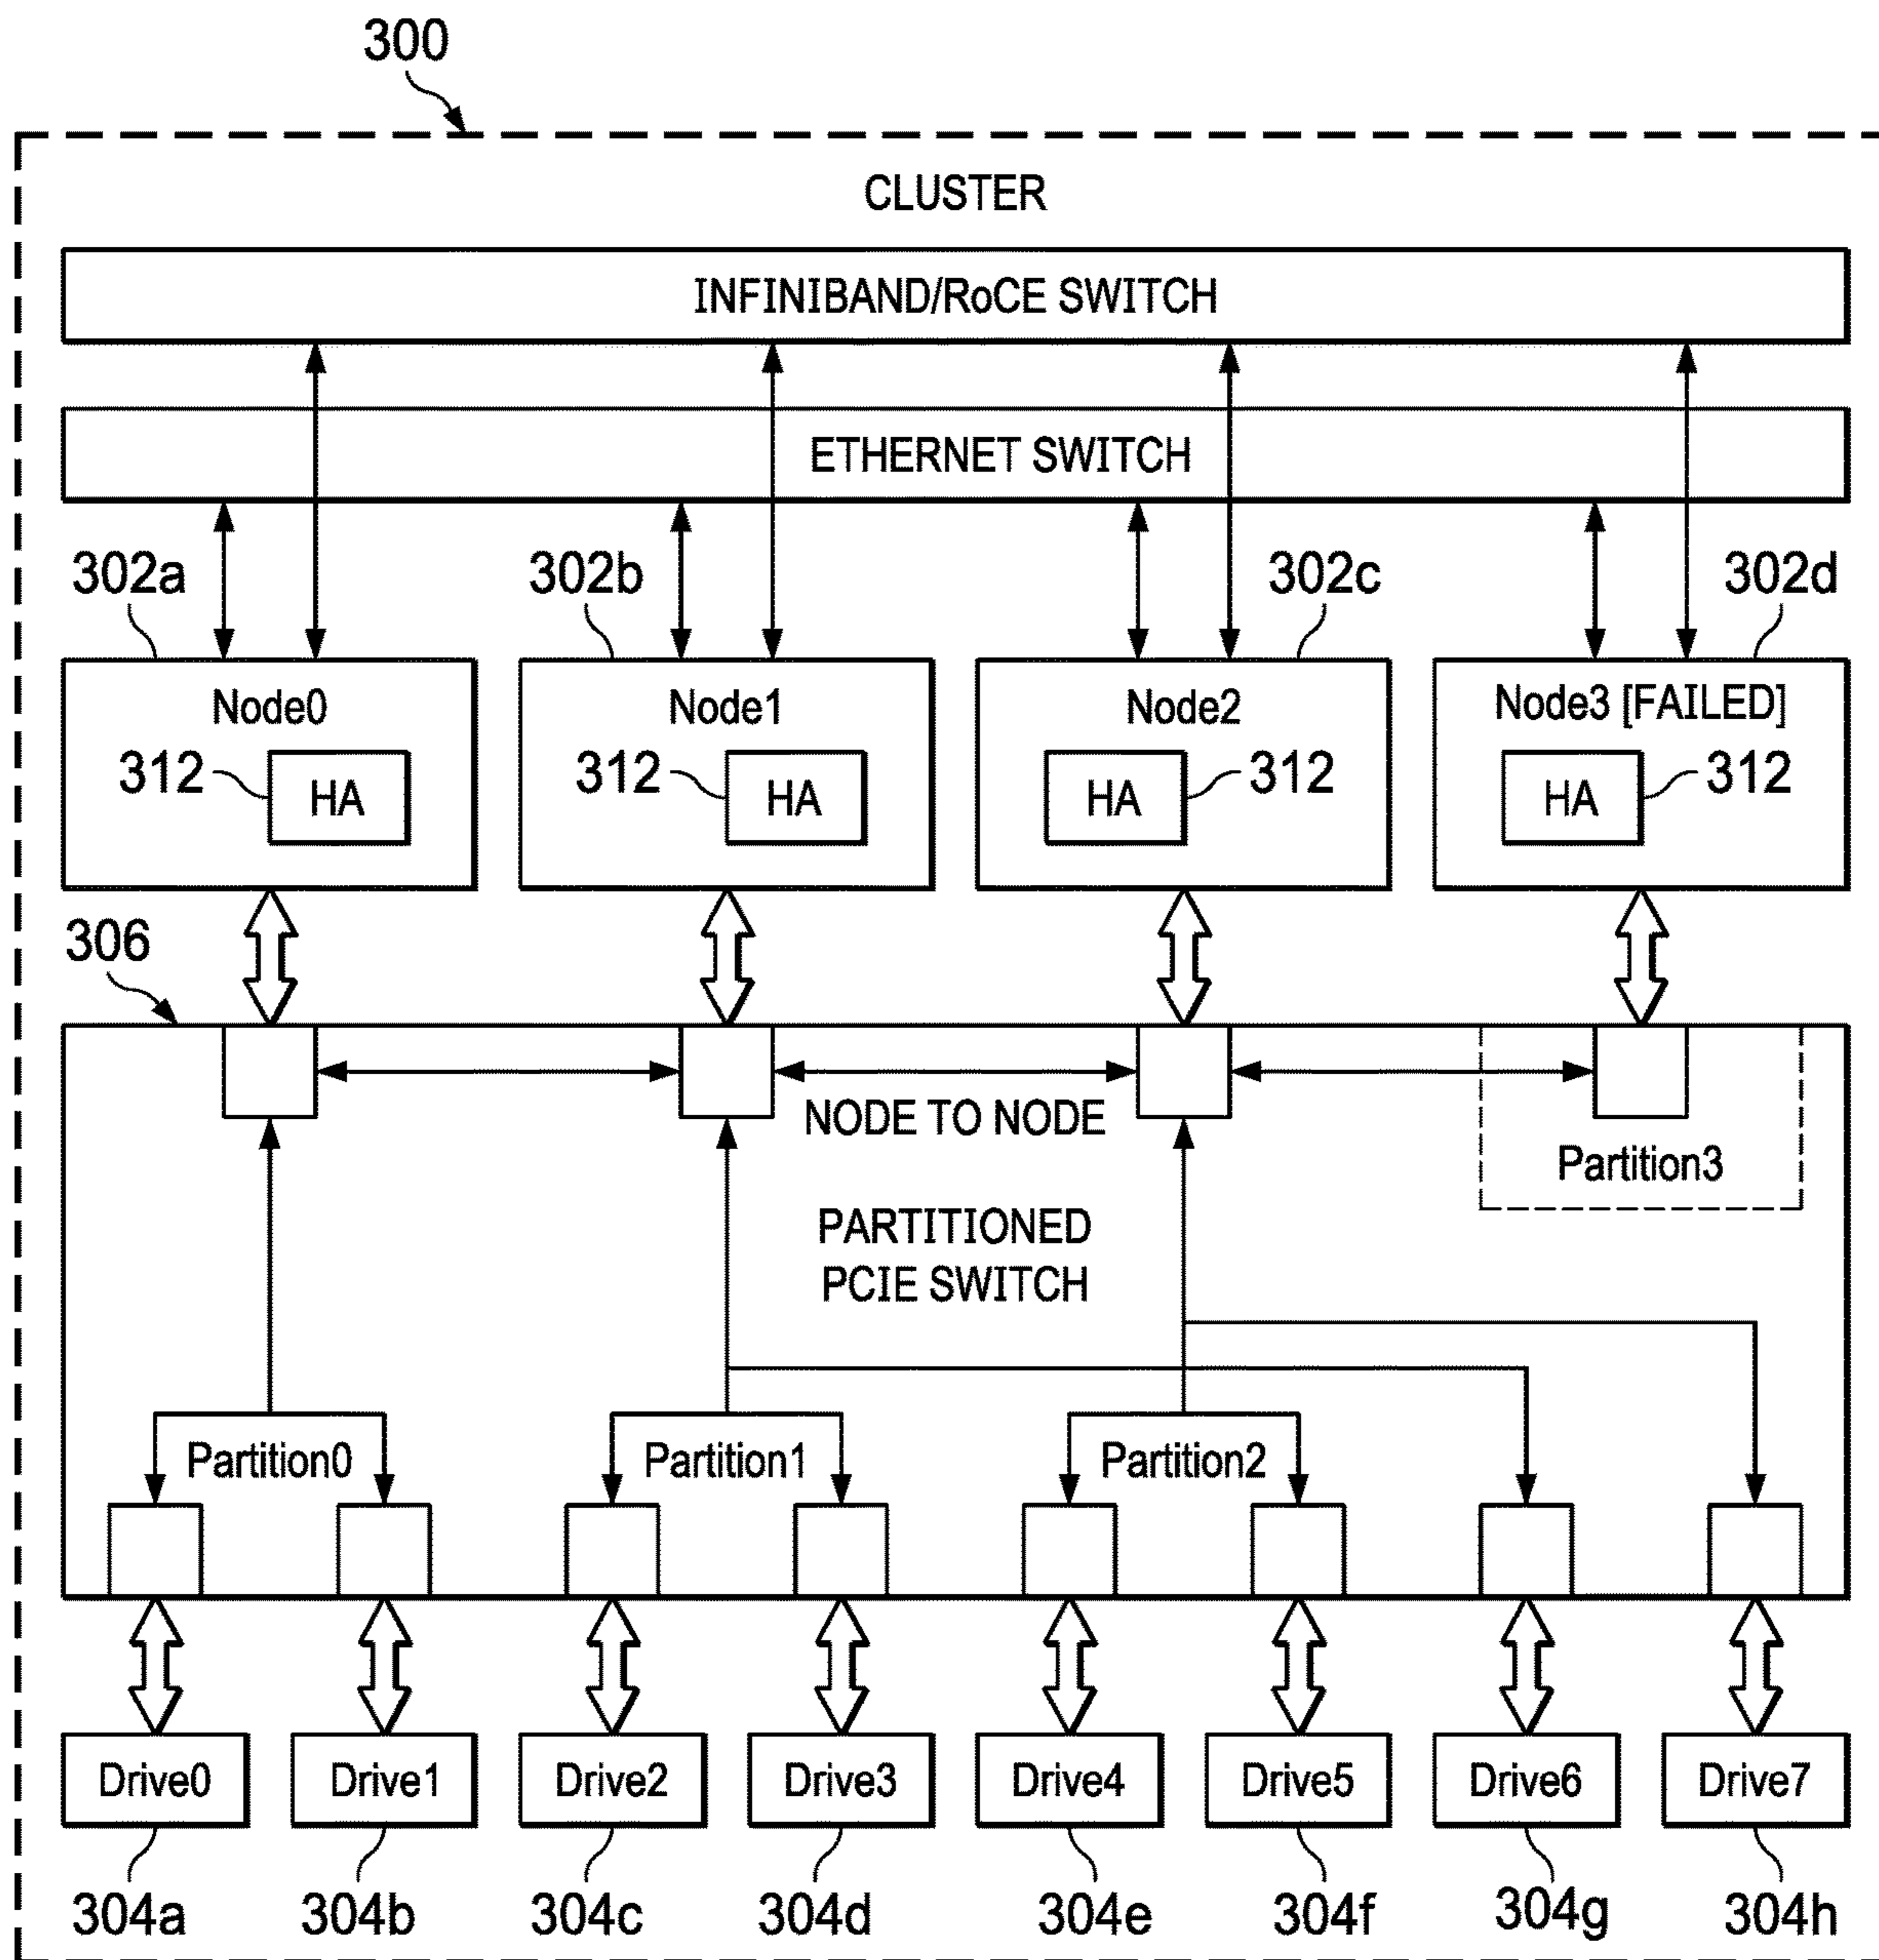 300
CLUSTER
INFINIBAND/RoCE SWITCH
ETHERNET SWITCH
302a
302b
302c
302d
Node0
Node1
Node2
Node3 [FAILED]
312
HA
312
HA
HA
312
HA
312
306
NODE TO NODE
Partition3
PARTITIONED
PCIE SWITCH
Partition0
Partition1
Partition2
Drive0
Drive1
Drive2
Drive3
Drive4
Drive5
Drive6
Drive7
304a
304b
304c
304d
304e
304f
304g
304h